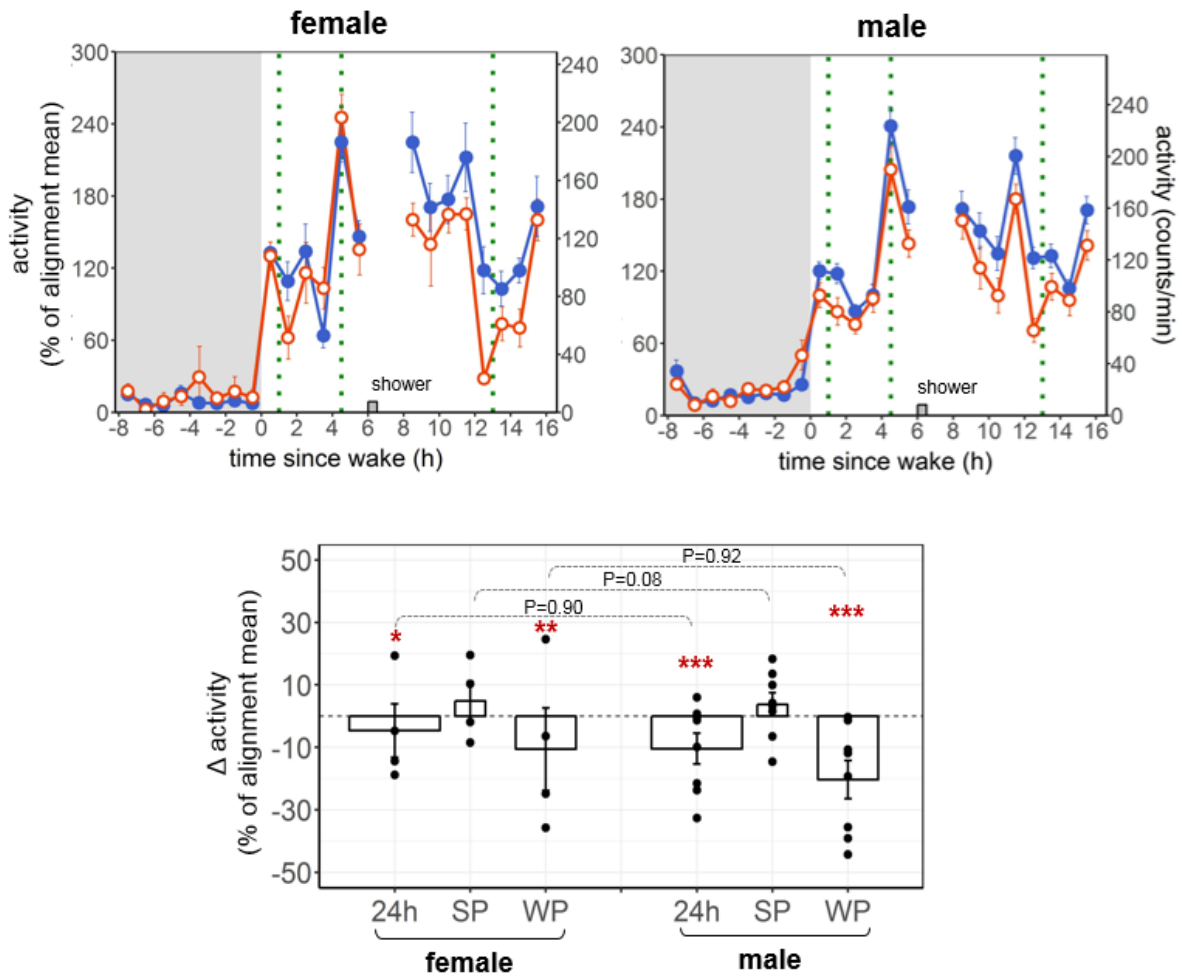 female
male
300
240
180
120
60
0
240
200
160
120
80
40
0
300
240
180
120
60
0
240
200
160
120
80
40
0
activity
(% of alignment mean)
activity (counts/min)
shower
shower
-8 -6 -4 -2 0 2 4 6 8 10 12 14 16
-8 -6 -4 -2 0 2 4 6 8 10 12 14 16
time since wake (h)
time since wake (h)
50
30
10
-10
-30
-50
Δ activity
(% of alignment mean)
P=0.92
P=0.08
P=0.90
*
**
***
***
24h SP WP 24h SP WP
female
male